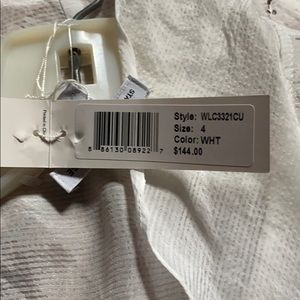 Style: WLC3321CU
Size: 4
Color: WHT
$144.00
8 86130 08922 7